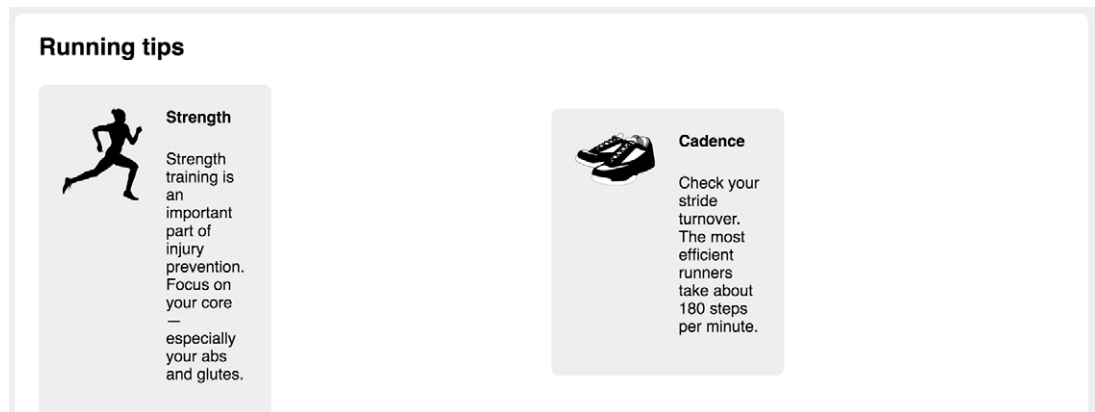 Running tips
Strength
Strength
training is
an
important
part of
injury
prevention.
Focus on
your core
—
especially
your abs
and glutes.
Cadence
Check your
stride
turnover.
The most
efficient
runners
take about
180 steps
per minute.